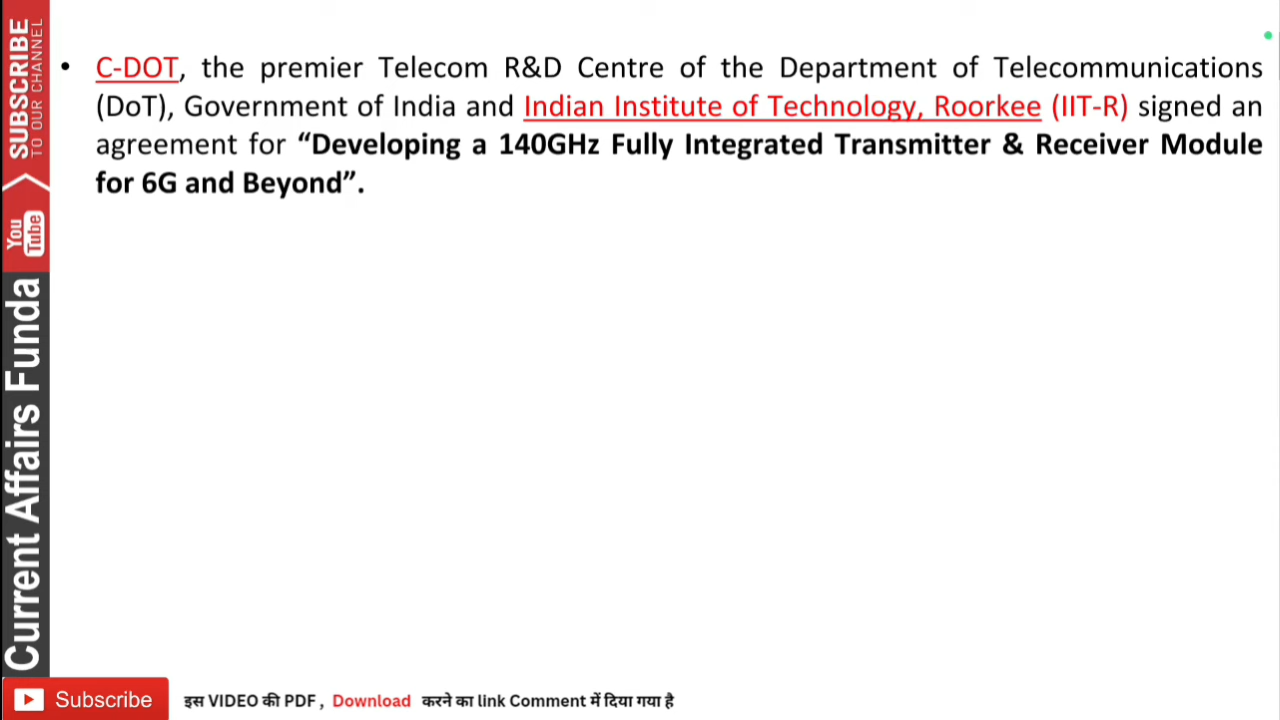 SUBSCRIBE
TO OUR CHANNEL
You Tube
Current Affairs Funda
• C-DOT, the premier Telecom R&D Centre of the Department of Telecommunications
(DoT), Government of India and Indian Institute of Technology, Roorkee (IIT-R) signed an
agreement for “Developing a 140GHz Fully Integrated Transmitter & Receiver Module
for 6G and Beyond”.
Subscribe
इस VIDEO की PDF , Download करने का link Comment में दिया गया है